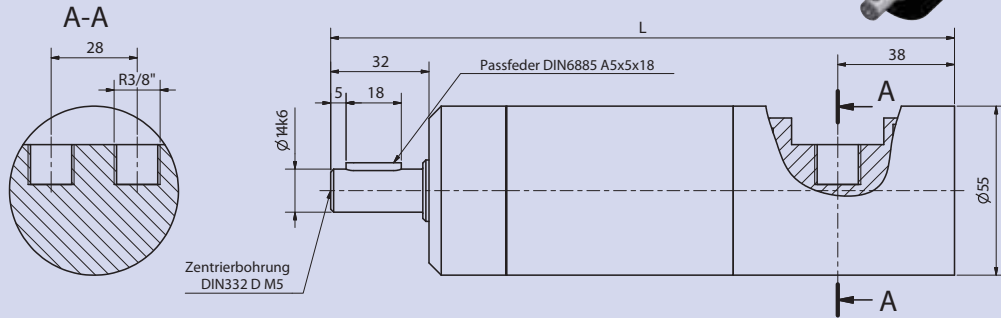 A-A
28
R3/8"
L
32
38
Passfeder DIN6885 A5x5x18
5
18
A
Ø14k6
Ø55
Zentrierbohrung
DIN332 D M5
A